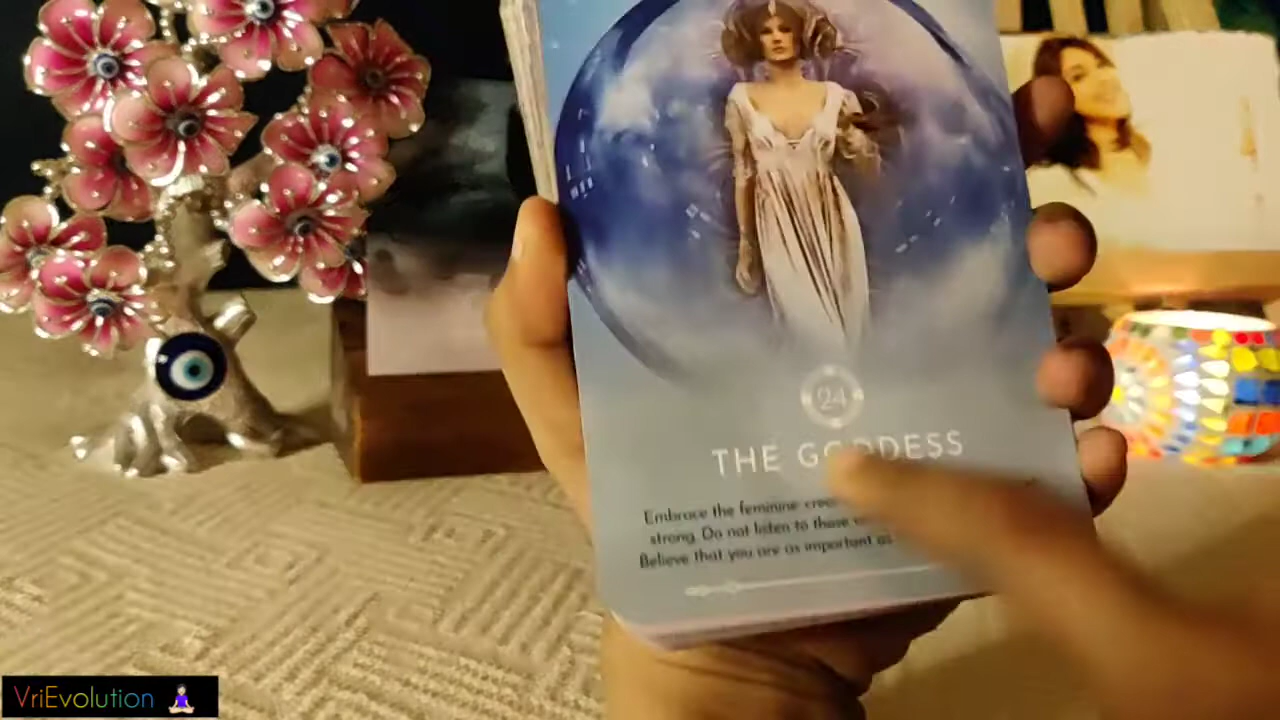 24
THE GODDESS
Embrace the feminine
strong. Do not listen to those
Believe that you are as important as
VriEvolution